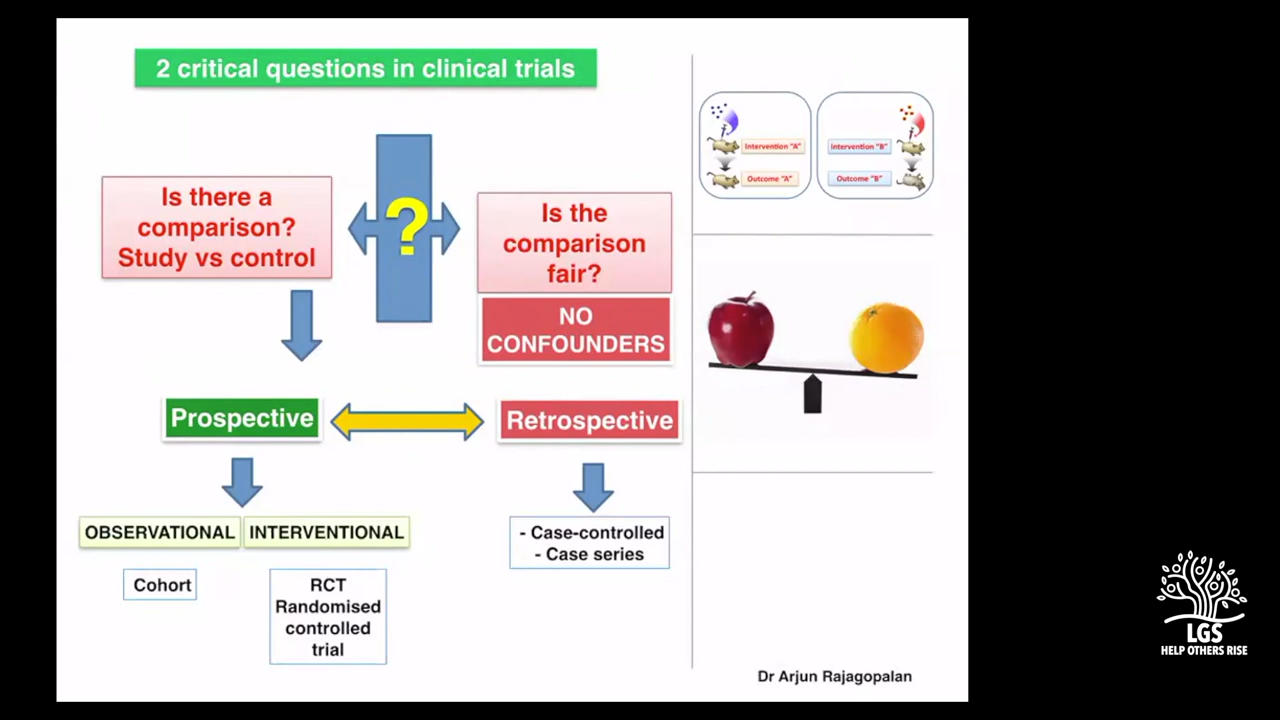 2 critical questions in clinical trials
Is there a
comparison?
Study vs control
?
Is the
comparison
fair?
NO
CONFOUNDERS
Prospective
Retrospective
OBSERVATIONAL
INTERVENTIONAL
- Case-controlled
- Case series
Cohort
RCT
Randomised
controlled
trial
Intervention "A"
Outcome "A"
Intervention "B"
Outcome "B"
Dr Arjun Rajagopalan
LGS
HELP OTHERS RISE